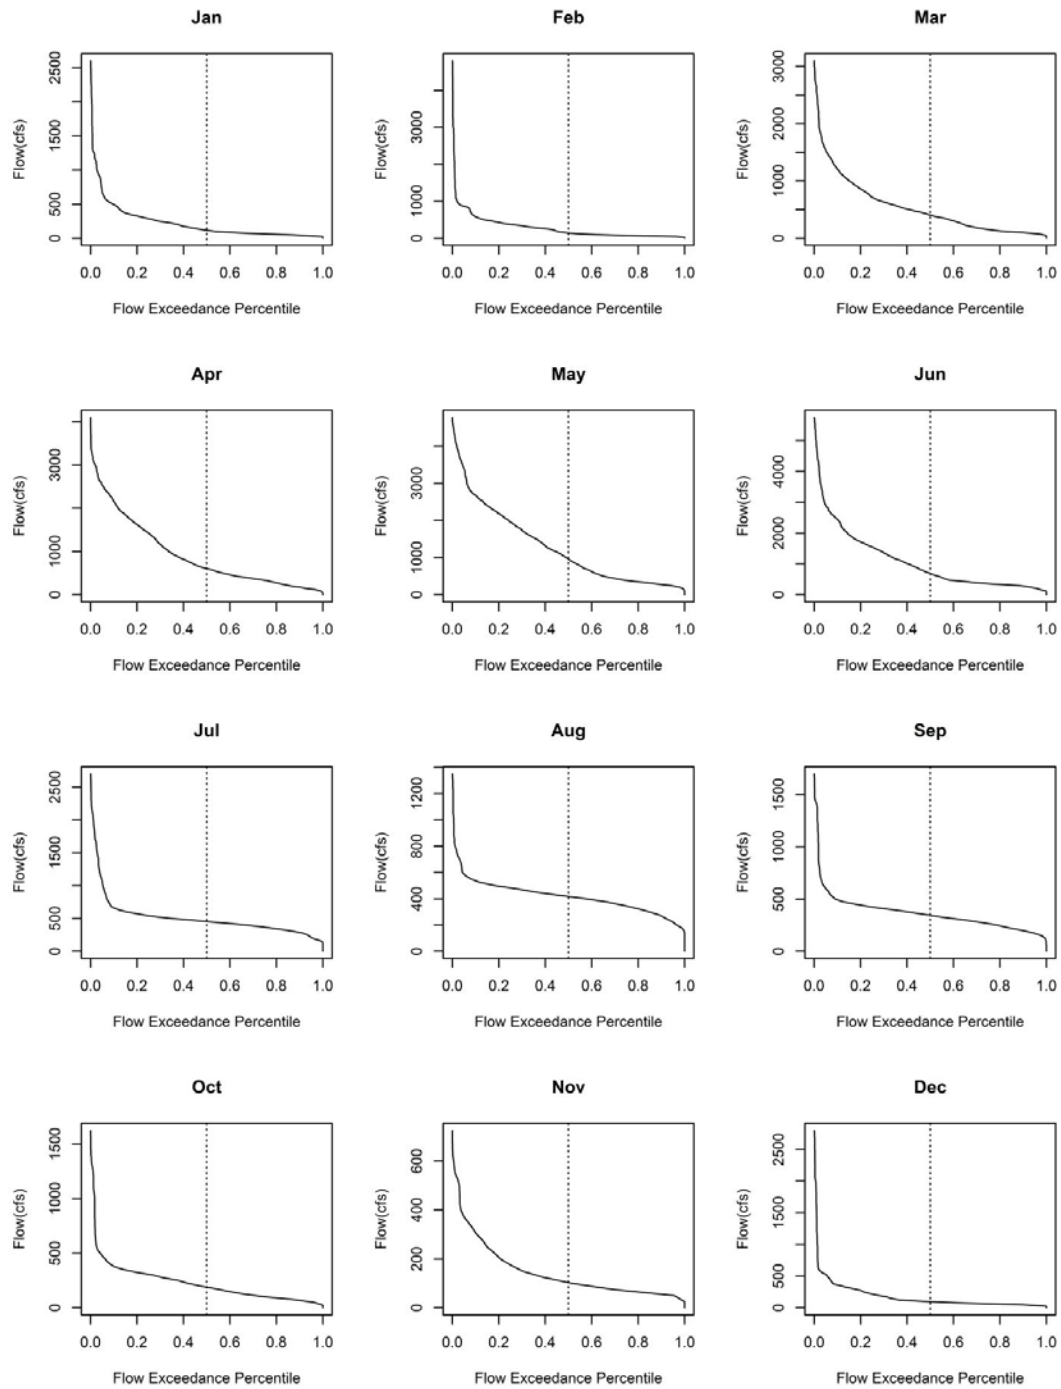 Jan Feb Mar
Flow(cfs) 0 500 1500 2500
Flow(cfs) 0 1000 3000
Flow(cfs) 0 1000 2000 3000
0.0 0.2 0.4 0.6 0.8 1.0 0.0 0.2 0.4 0.6 0.8 1.0 0.0 0.2 0.4 0.6 0.8 1.0
Flow Exceedance Percentile Flow Exceedance Percentile Flow Exceedance Percentile
Apr May Jun
Flow(cfs) 0 1000 3000
Flow(cfs) 0 1000 3000
Flow(cfs) 0 2000 4000
0.0 0.2 0.4 0.6 0.8 1.0 0.0 0.2 0.4 0.6 0.8 1.0 0.0 0.2 0.4 0.6 0.8 1.0
Flow Exceedance Percentile Flow Exceedance Percentile Flow Exceedance Percentile
Jul Aug Sep
Flow(cfs) 0 500 1500 2500
Flow(cfs) 0 400 800 1200
Flow(cfs) 0 500 1000 1500
0.0 0.2 0.4 0.6 0.8 1.0 0.0 0.2 0.4 0.6 0.8 1.0 0.0 0.2 0.4 0.6 0.8 1.0
Flow Exceedance Percentile Flow Exceedance Percentile Flow Exceedance Percentile
Oct Nov Dec
Flow(cfs) 0 500 1000 1500
Flow(cfs) 0 200 400 600
Flow(cfs) 0 500 1500 2500
0.0 0.2 0.4 0.6 0.8 1.0 0.0 0.2 0.4 0.6 0.8 1.0 0.0 0.2 0.4 0.6 0.8 1.0
Flow Exceedance Percentile Flow Exceedance Percentile Flow Exceedance Percentile